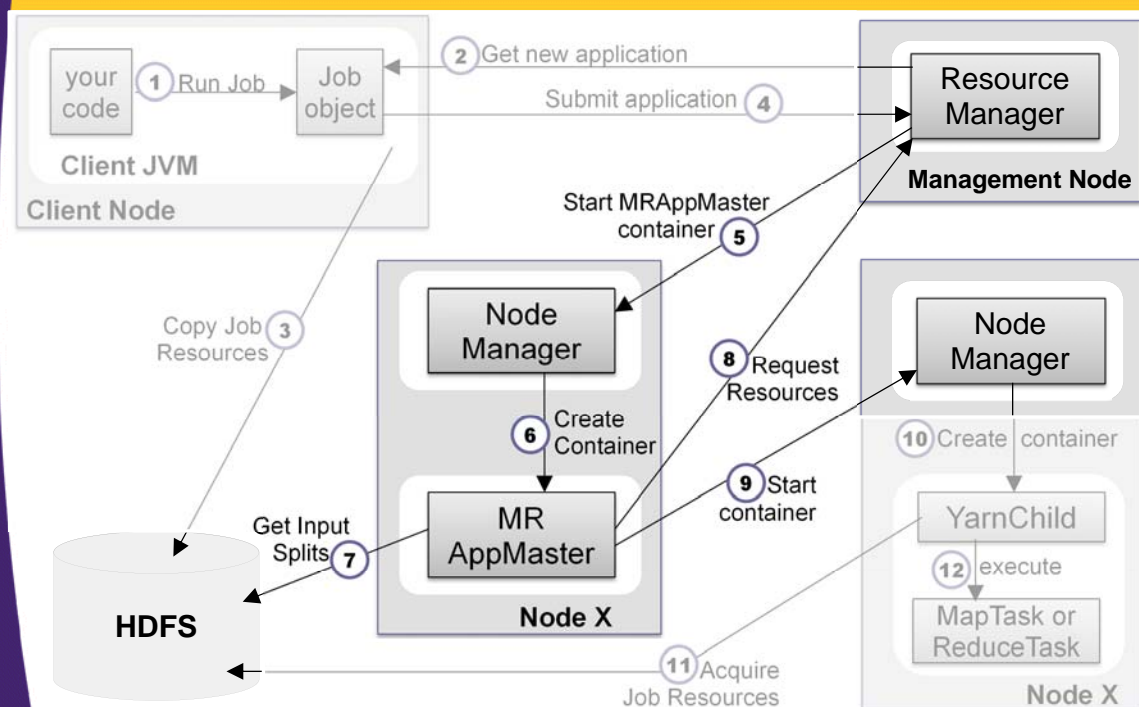 your
code
1
Run Job
Job
object
Client JVM
Client Node
2
Get new application
Submit application
4
Resource
Manager
Management Node
Start MRAppMaster
container
5
Copy Job
Resources
3
Node
Manager
6
Create
Container
8
Request
Resources
Node
Manager
10
Create container
9
Start
container
MR
AppMaster
Node X
Get Input
Splits
7
HDFS
YarnChild
12
execute
MapTask or
ReduceTask
11
Acquire
Job Resources
Node X